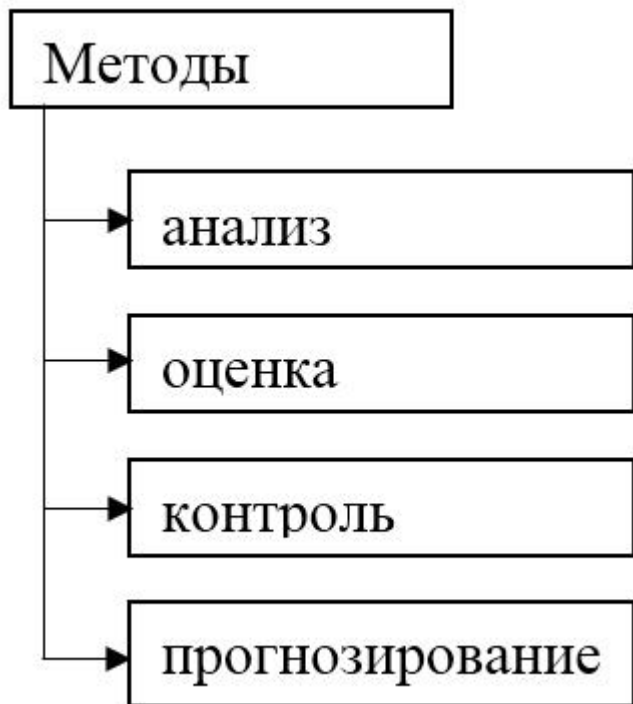 Методы
анализ
оценка
контроль
прогнозирование